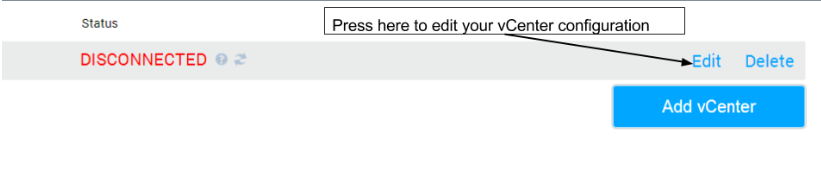 Status
Press here to edit your vCenter configuration
DISCONNECTED
Edit Delete
Add vCenter